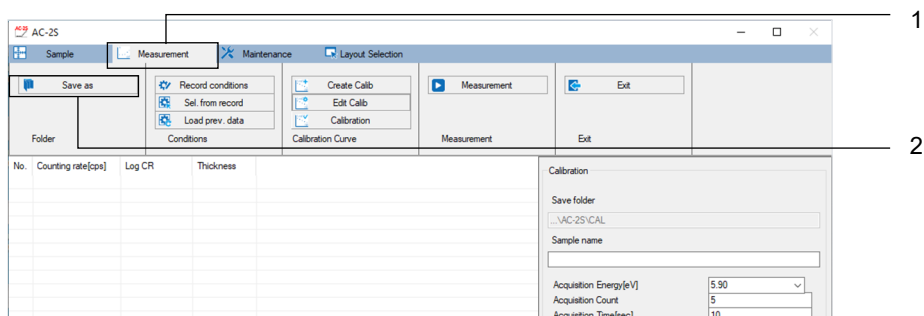 1
AC-2S
Sample Measurement Maintenance Layout Selection
Save as Record conditions Create Calib Measurement Exit
Sel. from record Edit Calib
Load prev. data Calibration
Folder Conditions Calibration Curve Measurement Exit
2
No. Counting rate[cps] Log CR Thickness
Calibration
Save folder
...\AC-2S\CAL
Sample name
Acquisition Energy[eV] 5.90
Acquisition Count 5
Acquisition Time[sec] 10